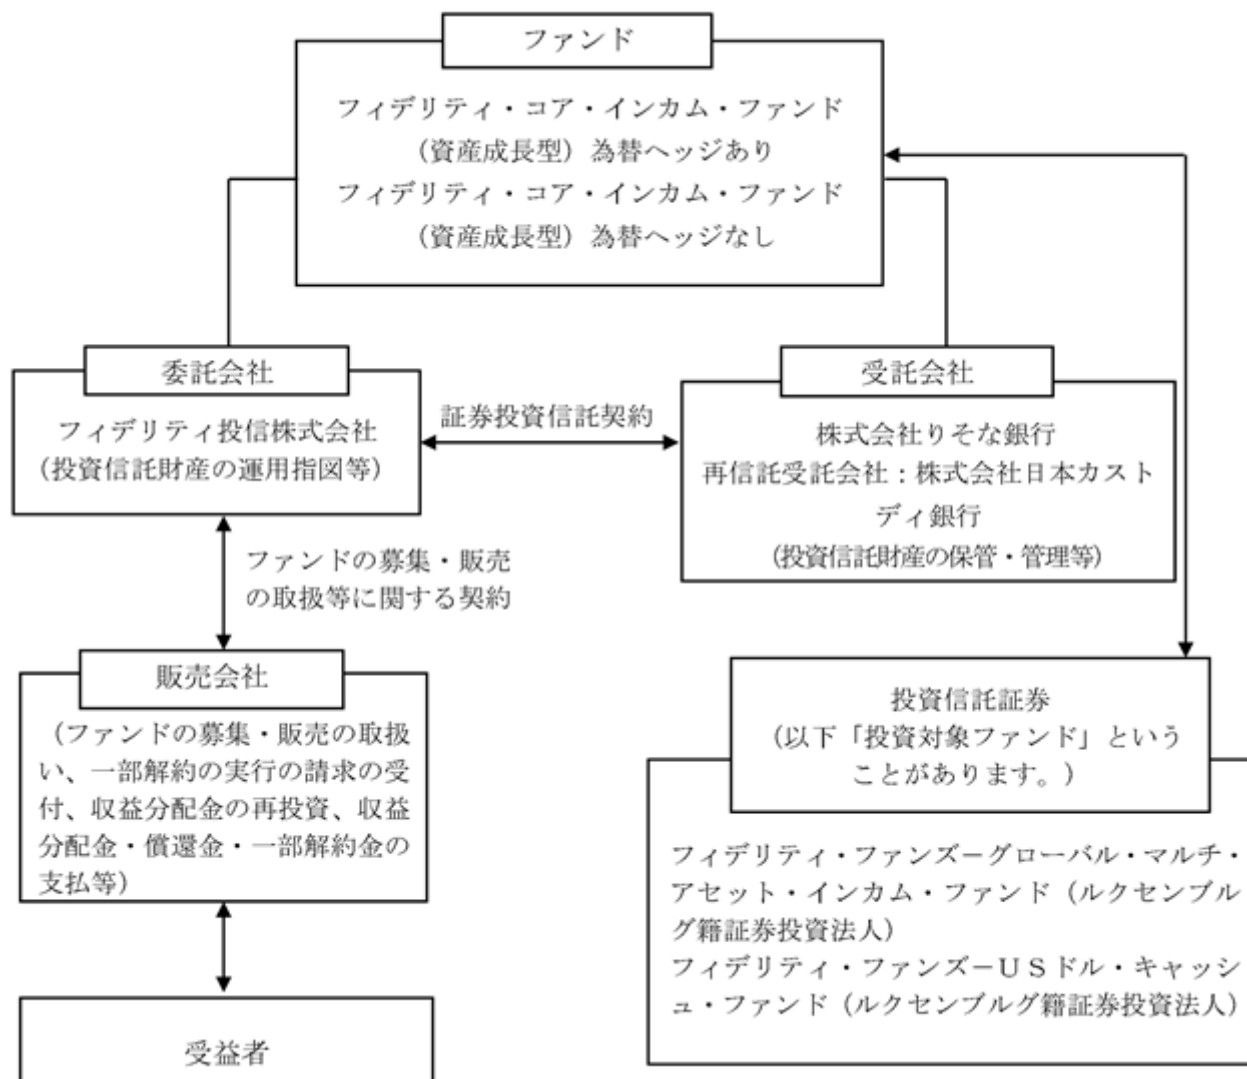 ファンド
フィデリティ・コア・インカム・ファンド
（資産成長型）為替ヘッジあり
フィデリティ・コア・インカム・ファンド
（資産成長型）為替ヘッジなし
委託会社
フィデリティ投信株式会社
（投資信託財産の運用指図等）
証券投資信託契約
受託会社
株式会社りそな銀行
再信託受託会社：株式会社日本カスト
ディ銀行
（投資信託財産の保管・管理等）
ファンドの募集・販売
の取扱等に関する契約
販売会社
（ファンドの募集・販売の取扱
い、一部解約の実行の請求の受
付、収益分配金の再投資、収益
分配金・償還金・一部解約金の
支払等）
受益者
投資信託証券
（以下「投資対象ファンド」という
ことがあります。）
フィデリティ・ファンズ－グローバル・マルチ・
アセット・インカム・ファンド（ルクセンブル
グ籍証券投資法人）
フィデリティ・ファンズ－ＵＳドル・キャッシ
ュ・ファンド（ルクセンブルグ籍証券投資法人）